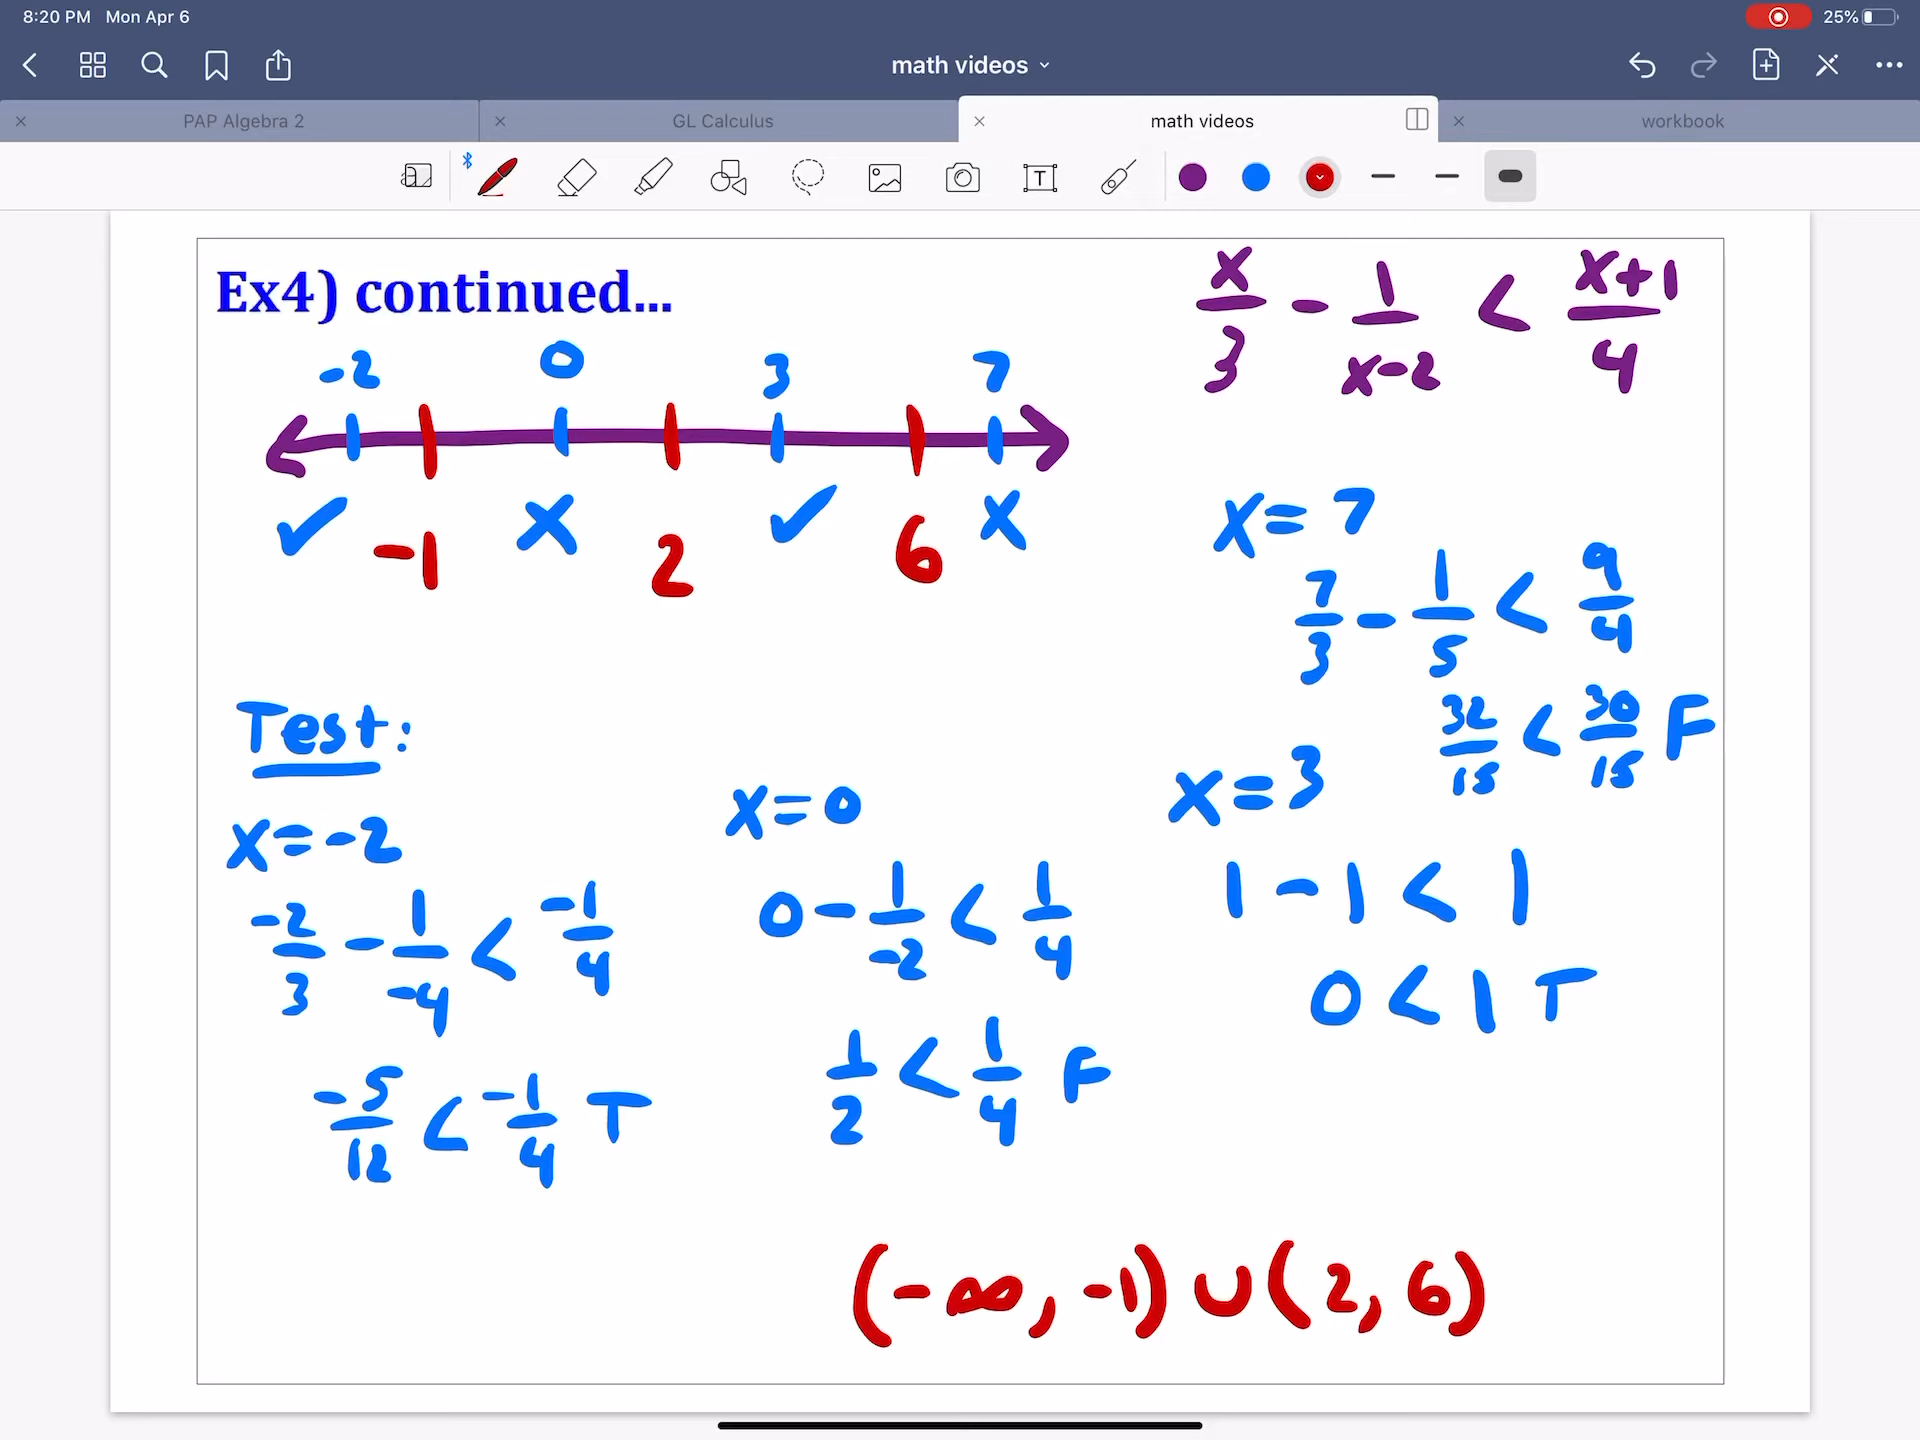 8:20 PM Mon Apr 6 25%
math videos
PAP Algebra 2 GL Calculus math videos workbook
Ex4) continued...
x/3 - 1/(x-2) < (x+1)/4
-2 0 3 7
✓ -1 x 2 ✓ 6 x
x = 7
7/3 - 1/5 < 9/4
32/15 < 30/15 F
Test:
x = -2
-2/3 - 1/-4 < -1/4
-5/12 < -1/4 T
x = 0
0 - 1/-2 < 1/4
1/2 < 1/4 F
x = 3
1 - 1 < 1
0 < 1 T
(-∞, -1) ∪ (2, 6)